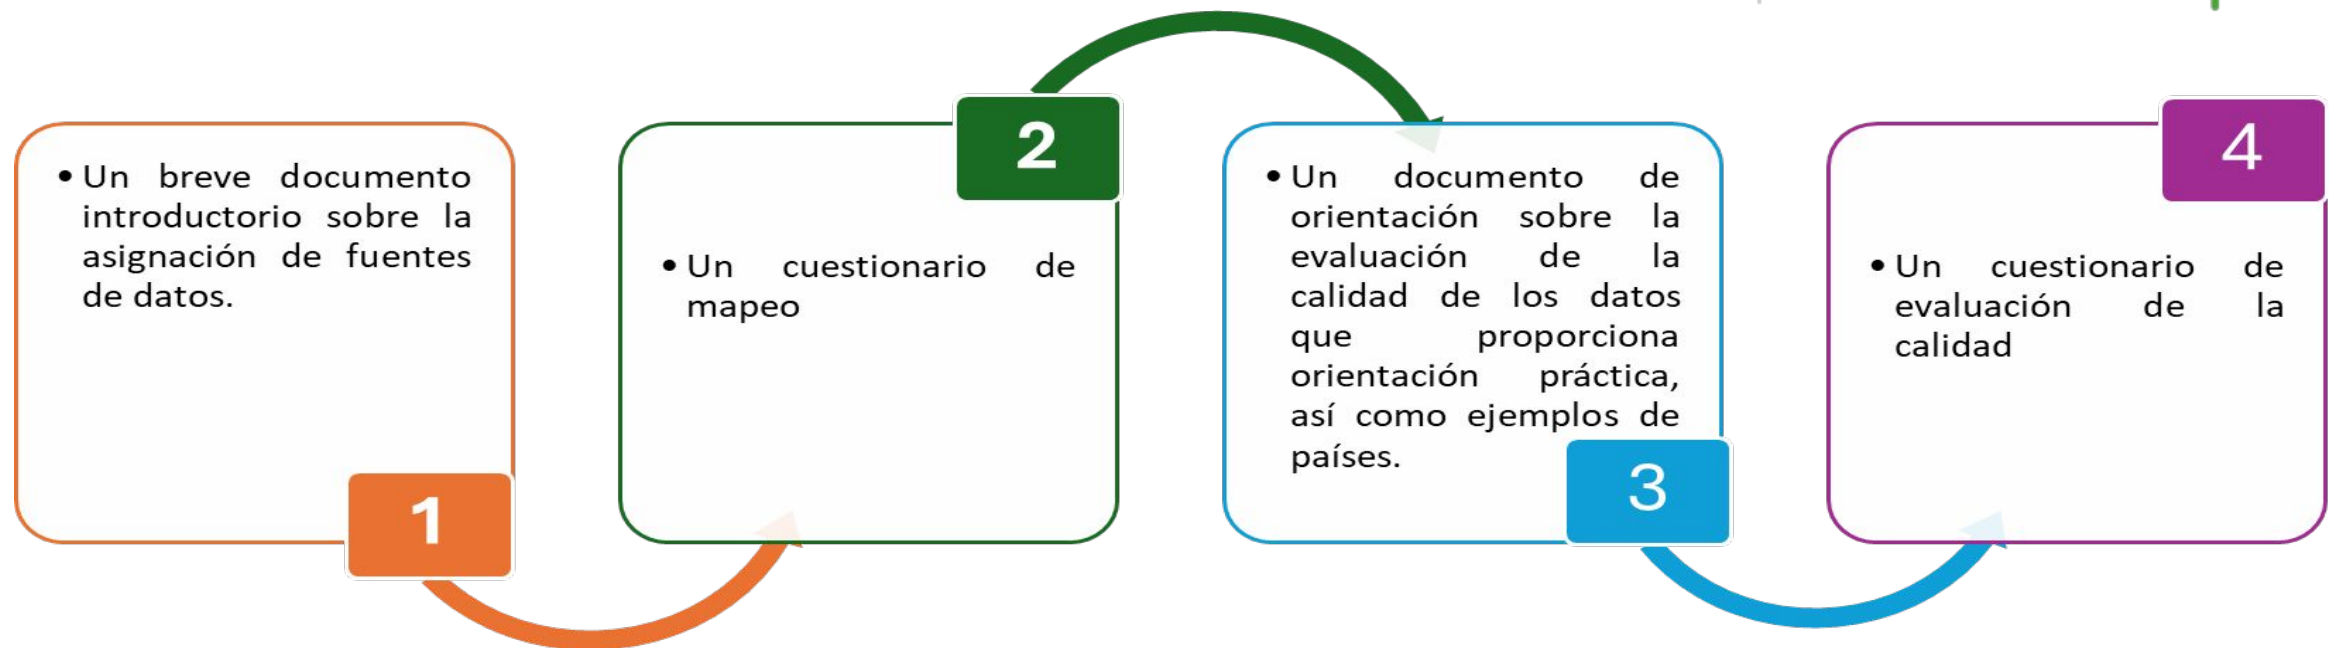 • Un breve documento
introductorio sobre la
asignación de fuentes
de datos.
1
2
• Un cuestionario de
mapeo
• Un documento de
orientación sobre la
evaluación de la
calidad de los datos
que proporciona
orientación práctica,
así como ejemplos de
países.
3
4
• Un cuestionario de
evaluación de la
calidad